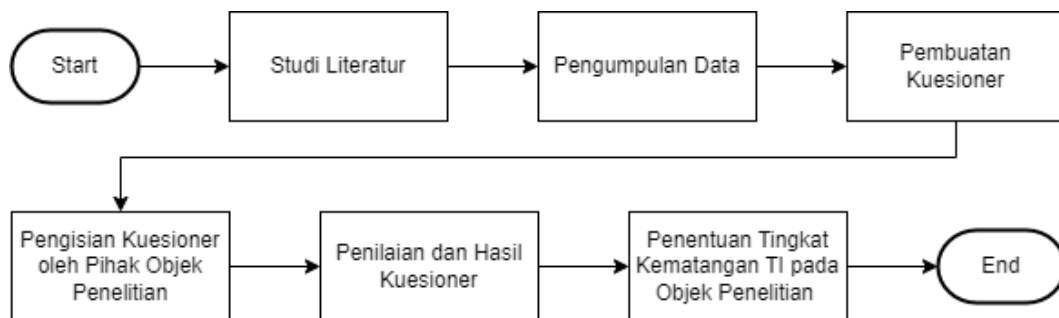 Start
Studi Literatur
Pengumpulan Data
Pembuatan
Kuesioner
Pengisian Kuesioner
oleh Pihak Objek
Penelitian
Penilaian dan Hasil
Kuesioner
Penentuan Tingkat
Kematangan TI pada
Objek Penelitian
End